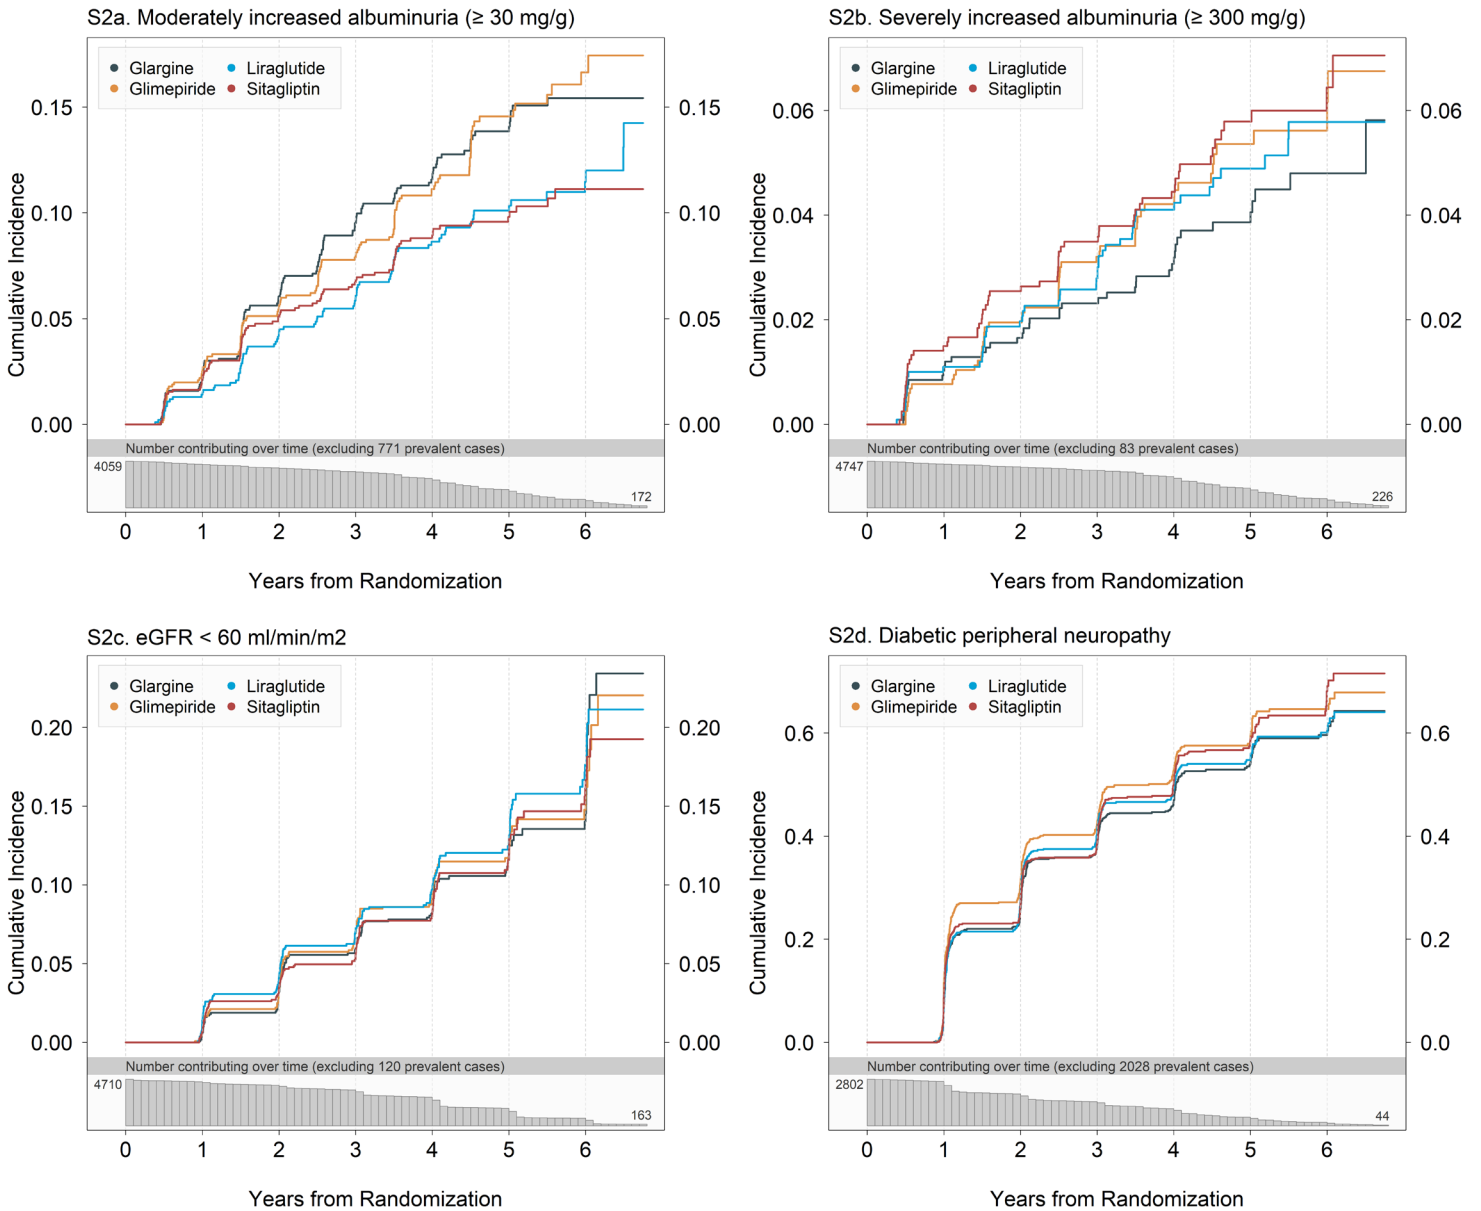 S2a. Moderately increased albuminuria (≥ 30 mg/g)
Glargine
Liraglutide
Glimepiride
Sitagliptin
Cumulative Incidence
0.15
0.10
0.05
0.00
0.15
0.10
0.05
0.00
Number contributing over time (excluding 771 prevalent cases)
4059
172
0 1 2 3 4 5 6
Years from Randomization
S2b. Severely increased albuminuria (≥ 300 mg/g)
Glargine
Liraglutide
Glimepiride
Sitagliptin
Cumulative Incidence
0.06
0.04
0.02
0.00
0.06
0.04
0.02
0.00
Number contributing over time (excluding 83 prevalent cases)
4747
226
0 1 2 3 4 5 6
Years from Randomization
S2c. eGFR < 60 ml/min/m2
Glargine
Liraglutide
Glimepiride
Sitagliptin
Cumulative Incidence
0.20
0.15
0.10
0.05
0.00
0.20
0.15
0.10
0.05
0.00
Number contributing over time (excluding 120 prevalent cases)
4710
163
0 1 2 3 4 5 6
Years from Randomization
S2d. Diabetic peripheral neuropathy
Glargine
Liraglutide
Glimepiride
Sitagliptin
Cumulative Incidence
0.6
0.4
0.2
0.0
0.6
0.4
0.2
0.0
Number contributing over time (excluding 2028 prevalent cases)
2802
44
0 1 2 3 4 5 6
Years from Randomization